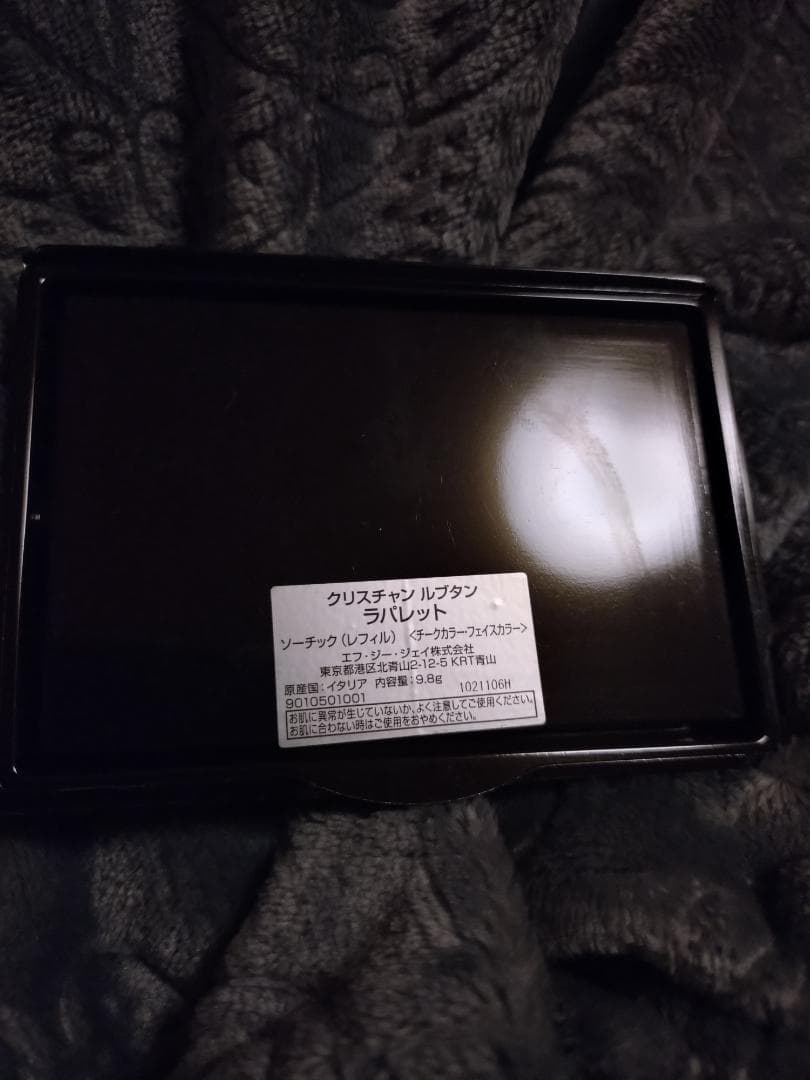 クリスチャン ルブタン
ラパレット
ソーチック（レフィル） <チークカラー・フェイスカラー>
エフ・ジー・ジェイ株式会社
東京都港区北青山2-12-5 KRT青山
原産国：イタリア 内容量：9.8g 1021106H
9010501001
お肌に異常が生じていないか、よく注意してご使用ください。
お肌に合わない時はご使用をおやめください。